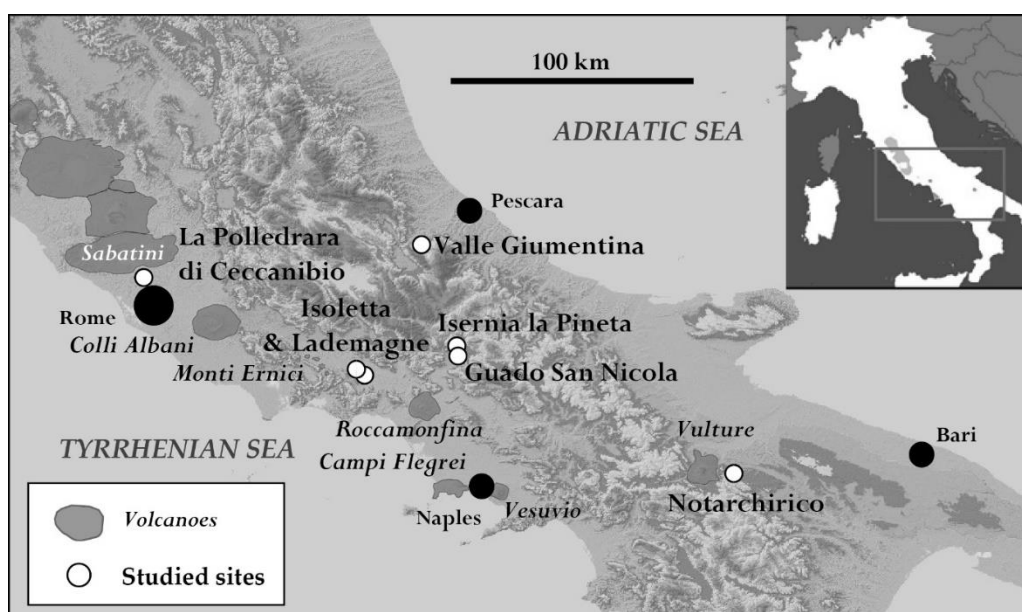 100 km
ADRIATIC SEA
Pescara
Valle Giumentina
La Polledrara
di Ceccanibio
Sabatini
Rome
Colli Albani
Isoletta
& Lademagne
Monti Ernici
Isernia la Pineta
Guado San Nicola
Roccamonfina
TYRRHENIAN SEA
Campi Flegrei
Naples
Vesuvio
Vulture
Notarchirico
Bari
Volcanoes
Studied sites